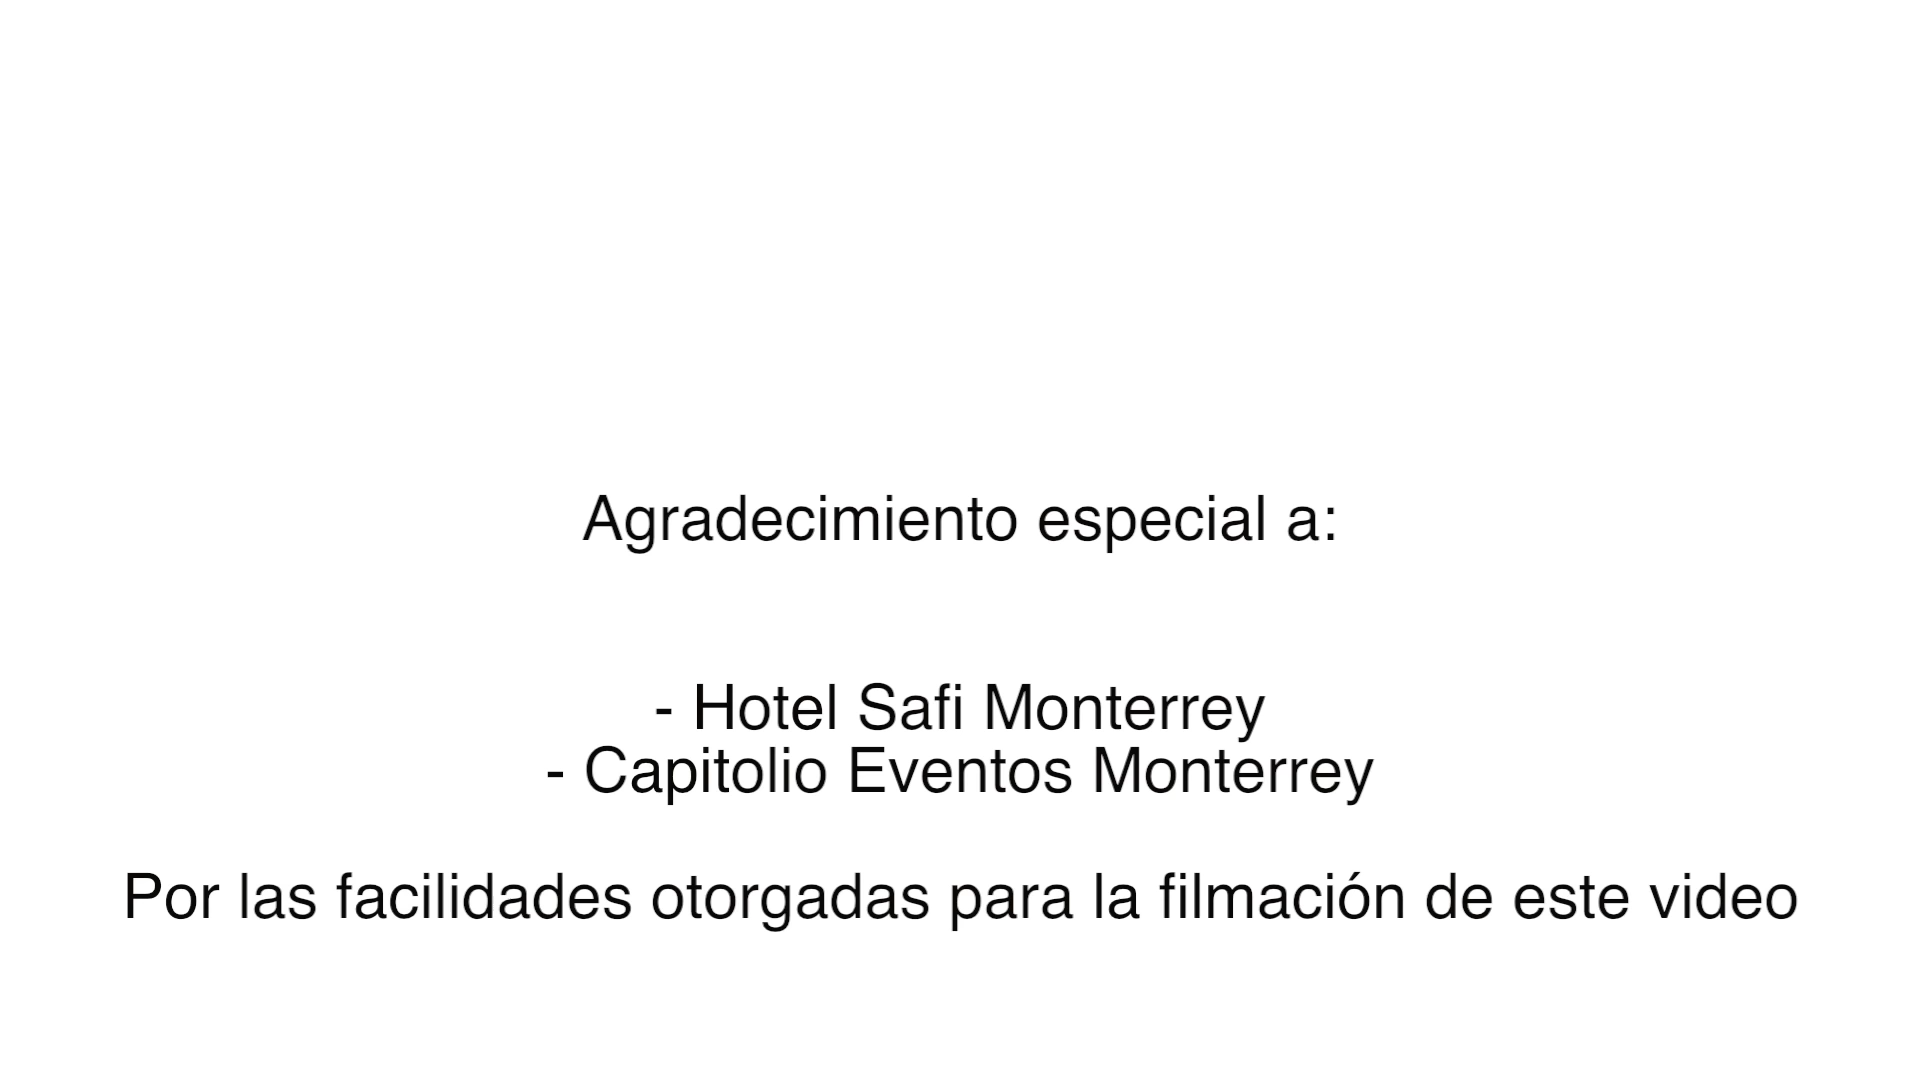 Agradecimiento especial a:
- Hotel Safi Monterrey
- Capitolio Eventos Monterrey
Por las facilidades otorgadas para la filmación de este video